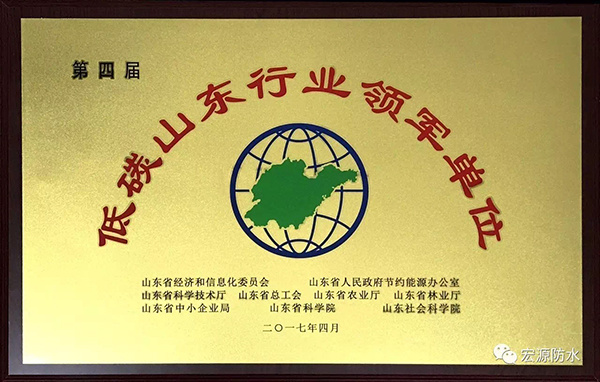 第四届
低碳山东行业领军单位
山东省经济和信息化委员会 山东省人民政府节约能源办公室
山东省科学技术厅 山东省总工会 山东省农业厅 山东省林业厅
山东省中小企业局 山东省科学院 山东社会科学院
二〇一七年四月
宏源防水